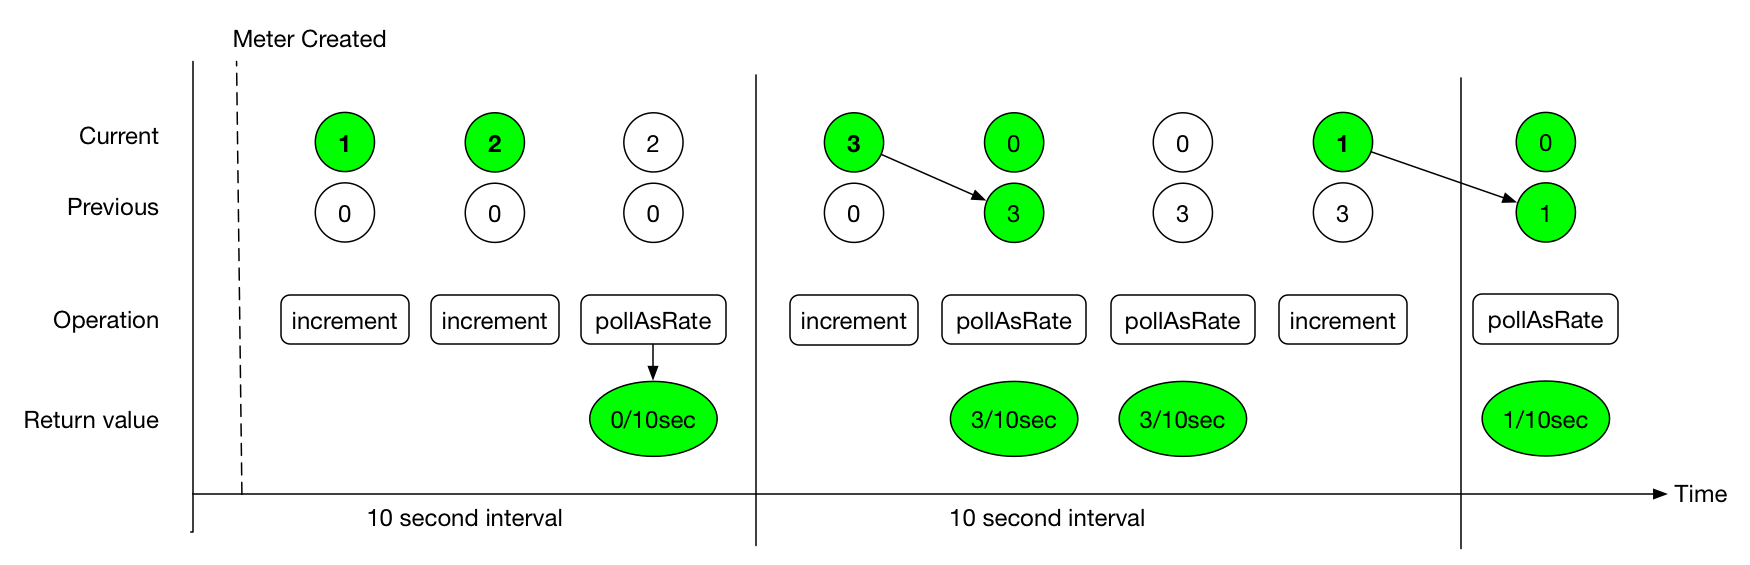 Meter Created
Current 1 2 2 3 0 0 1 0
Previous 0 0 0 0 3 3 3 1
Operation increment increment pollAsRate increment pollAsRate pollAsRate increment pollAsRate
Return value 0/10sec 3/10sec 3/10sec 1/10sec
Time
10 second interval 10 second interval